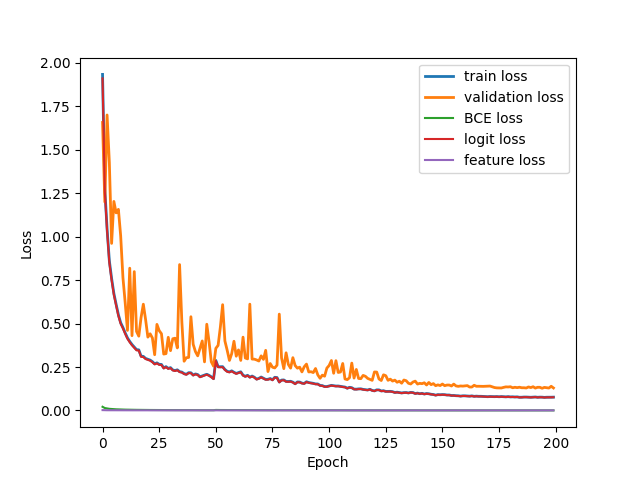 2.00
1.75
1.50
1.25
1.00
0.75
0.50
0.25
0.00
Loss
train loss
validation loss
BCE loss
logit loss
feature loss
0 25 50 75 100 125 150 175 200
Epoch